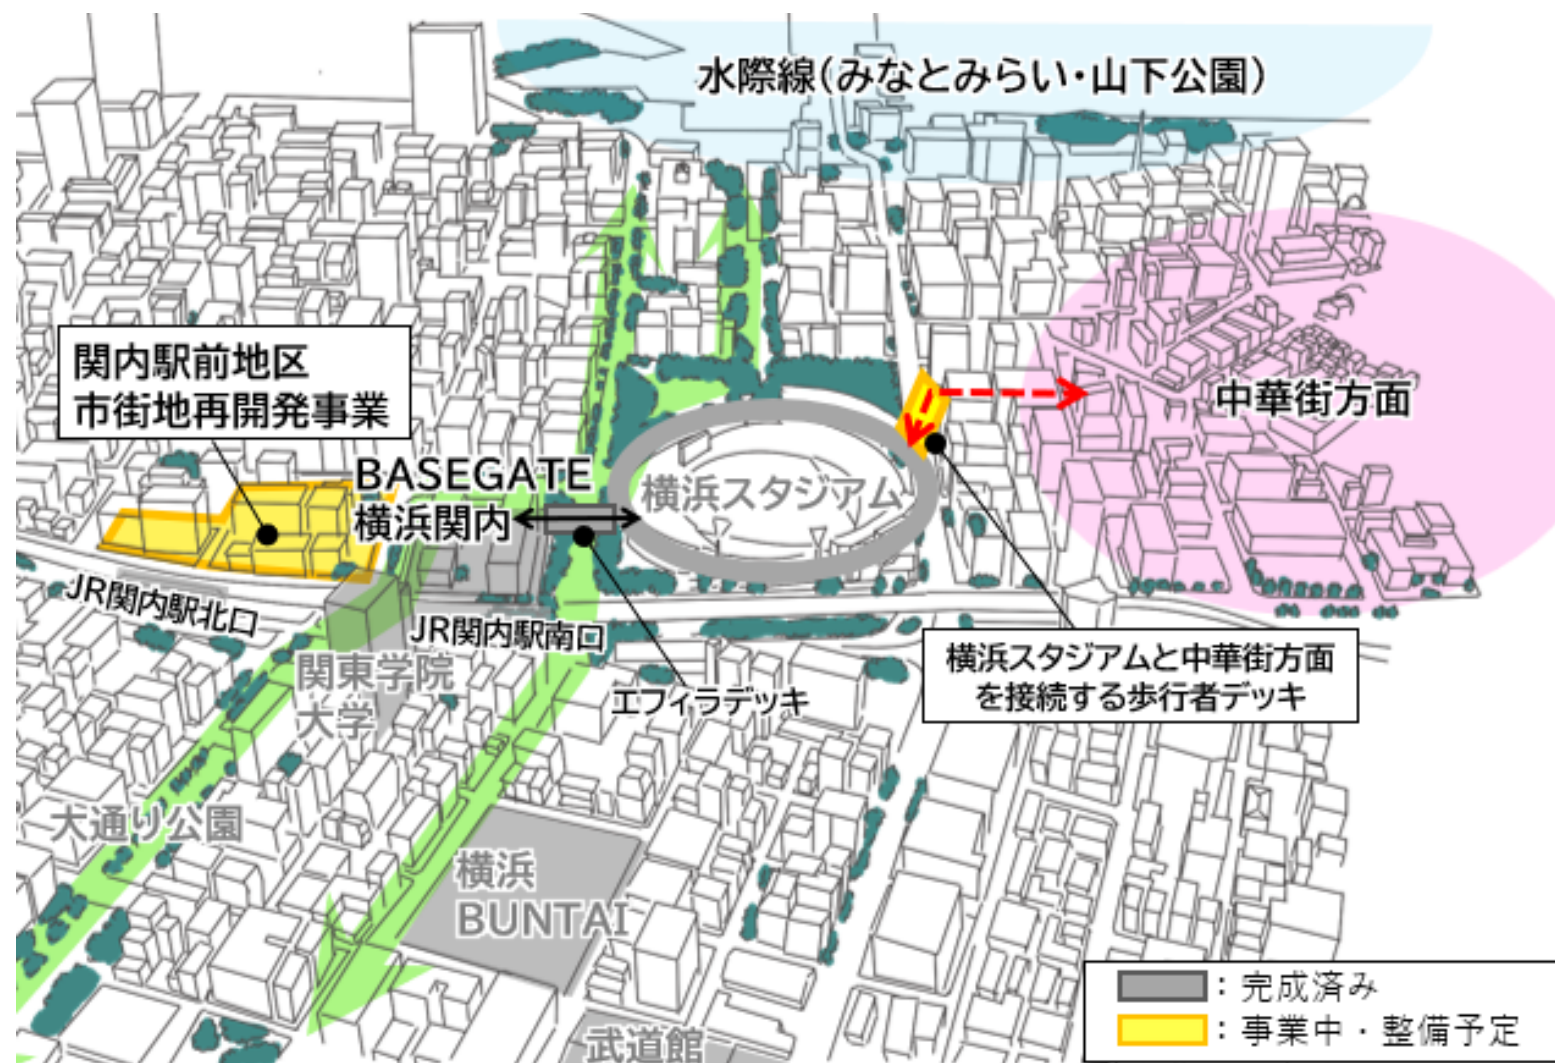 水際線（みなとみらい・山下公園）
関内駅前地区
市街地再開発事業
中華街方面
BASEGATE
横浜関内
横浜スタジアム
JR関内駅北口
JR関内駅南口
関東学院
大学
エフィラデッキ
横浜スタジアムと中華街方面
を接続する歩行者デッキ
大通り公園
横浜
BUNTAI
武道館
：完成済み
：事業中・整備予定